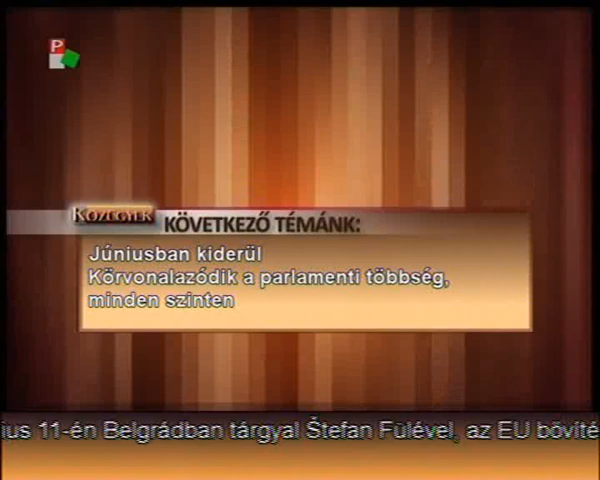 P
KÖZÜGYEK KÖVETKEZŐ TÉMÁNK:
Júniusban kiderül
Körvonalazódik a parlamenti többség,
minden szinten
ius 11-én Belgrádban tárgyal Štefan Fülével, az EU bövíté